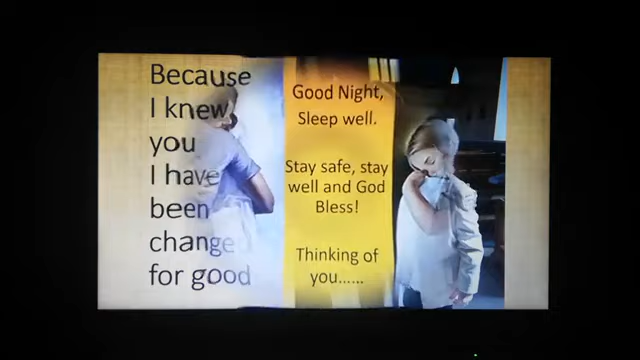 Because
I knew
you
I have
been
changed
for good
Good Night,
Sleep well.
Stay safe, stay
well and God
Bless!
Thinking of
you......